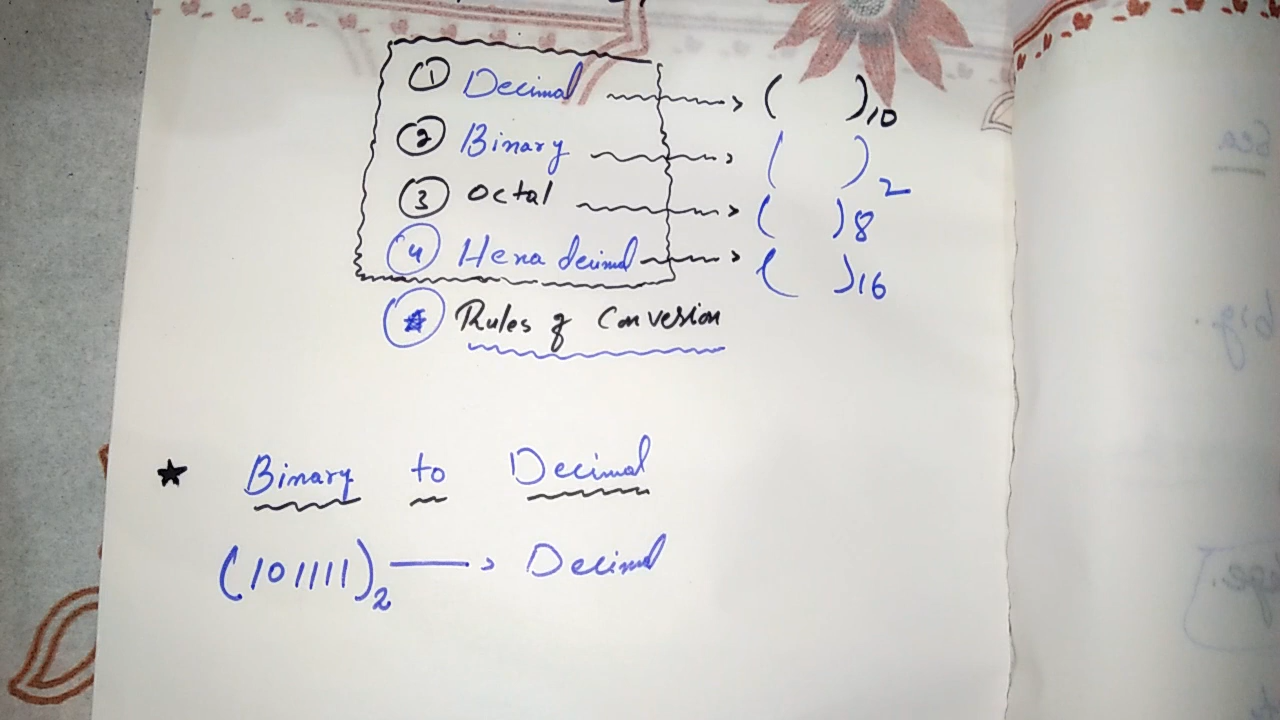 ① Decimal → ( )10
② Binary → ( )2
③ octal → ( )8
④ Hexa decimal → ( )16
Rules of Conversion
★ Binary to Decimal
(101111)2 → Decimal